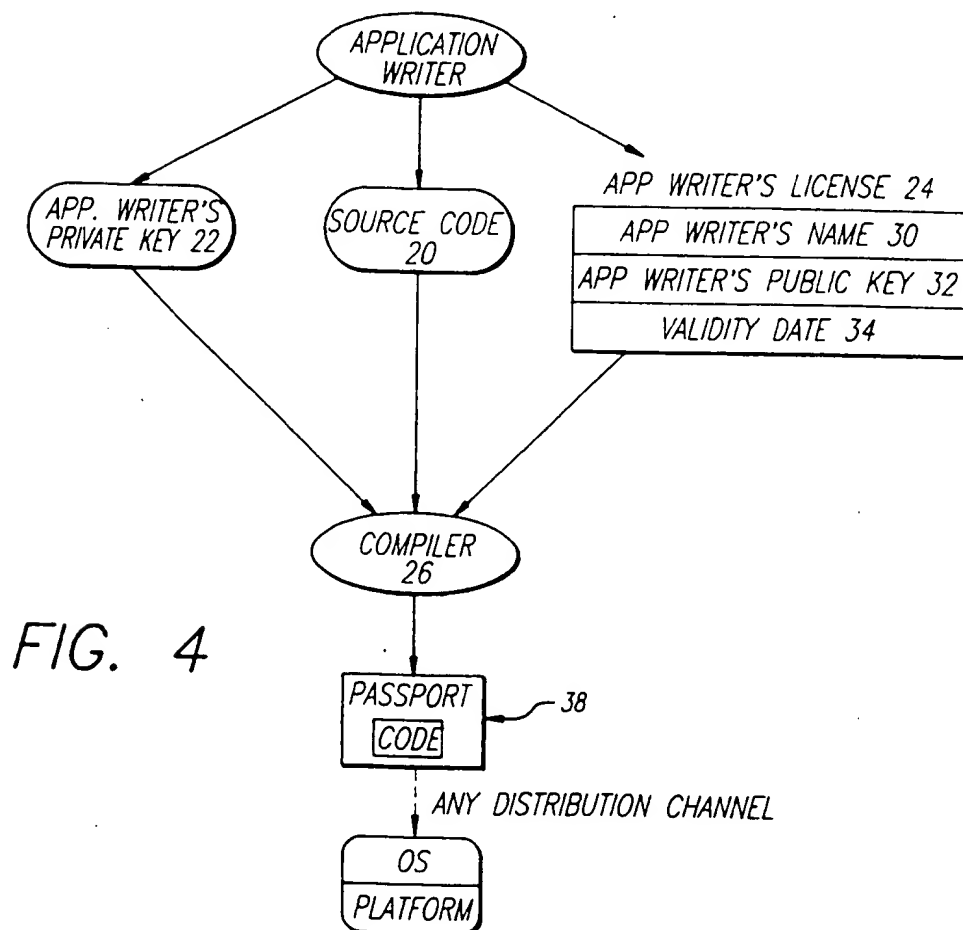 APPLICATION
WRITER
APP. WRITER'S
PRIVATE KEY 22
SOURCE CODE
20
APP WRITER'S LICENSE 24
APP WRITER'S NAME 30
APP WRITER'S PUBLIC KEY 32
VALIDITY DATE 34
COMPILER
26
FIG. 4
PASSPORT
CODE
38
ANY DISTRIBUTION CHANNEL
OS
PLATFORM